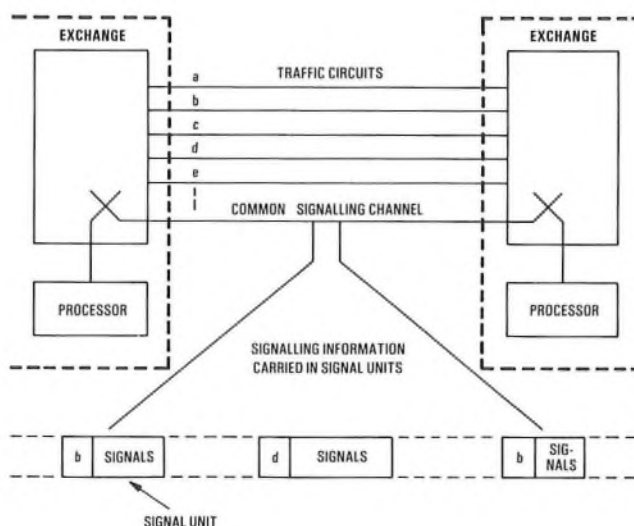 EXCHANGE
EXCHANGE
a
TRAFFIC CIRCUITS
b
c
d
e
COMMON SIGNALLING CHANNEL
PROCESSOR
PROCESSOR
SIGNALLING INFORMATION
CARRIED IN SIGNAL UNITS
b SIGNALS
d SIGNALS
b SIG-
NALS
SIGNAL UNIT